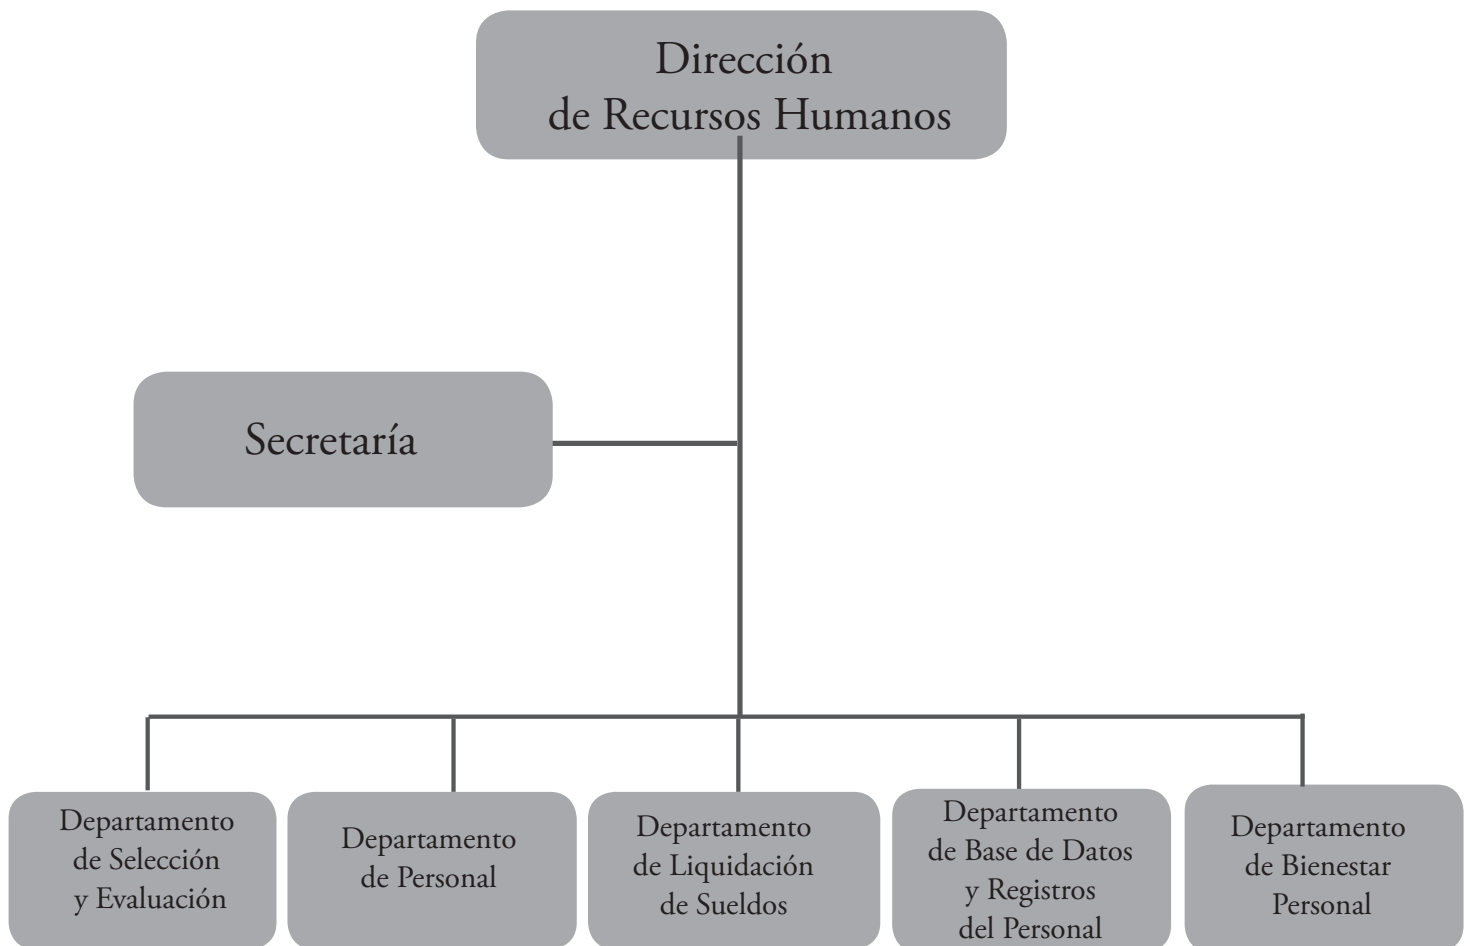 Dirección
de Recursos Humanos
Secretaría
Departamento
de Selección
y Evaluación
Departamento
de Personal
Departamento
de Liquidación
de Sueldos
Departamento
de Base de Datos
y Registros
del Personal
Departamento
de Bienestar
Personal